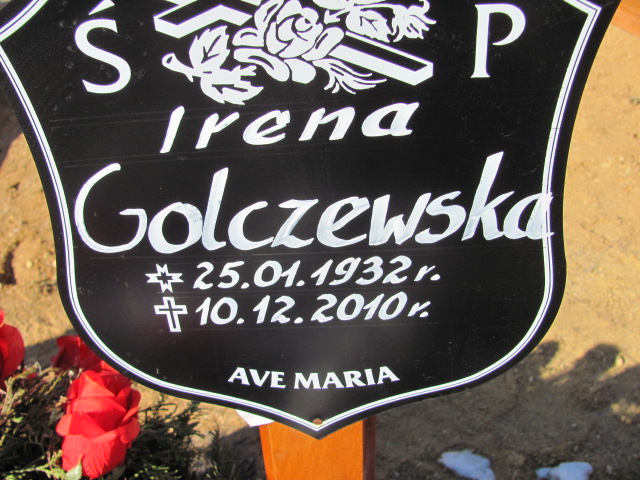 Ś P
Irena
Golczewska
25.01.1932 r.
10.12.2010 r.
AVE MARIA